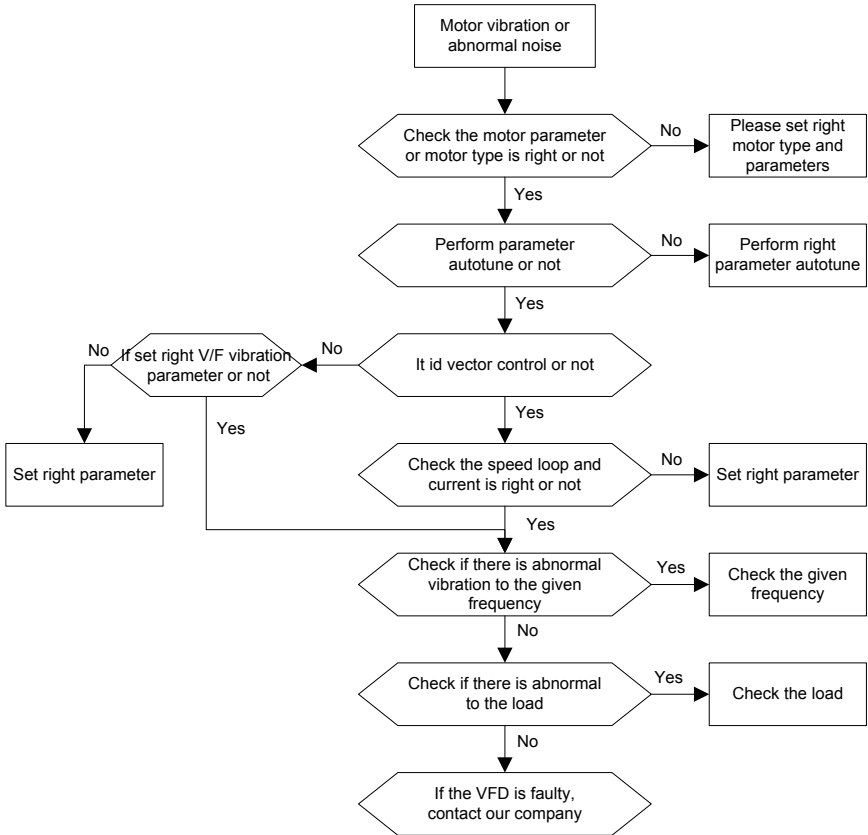 Motor vibration or
abnormal noise
Check the motor parameter
or motor type is right or not
No
Please set right
motor type and
parameters
Yes
Perform parameter
autotune or not
No
Perform right
parameter autotune
Yes
No
If set right V/F vibration
parameter or not
No
It id vector control or not
Yes
Yes
Set right parameter
Check the speed loop and
current is right or not
No
Set right parameter
Yes
Check if there is abnormal
vibration to the given
frequency
Yes
Check the given
frequency
No
Check if there is abnormal
to the load
Yes
Check the load
No
If the VFD is faulty,
contact our company